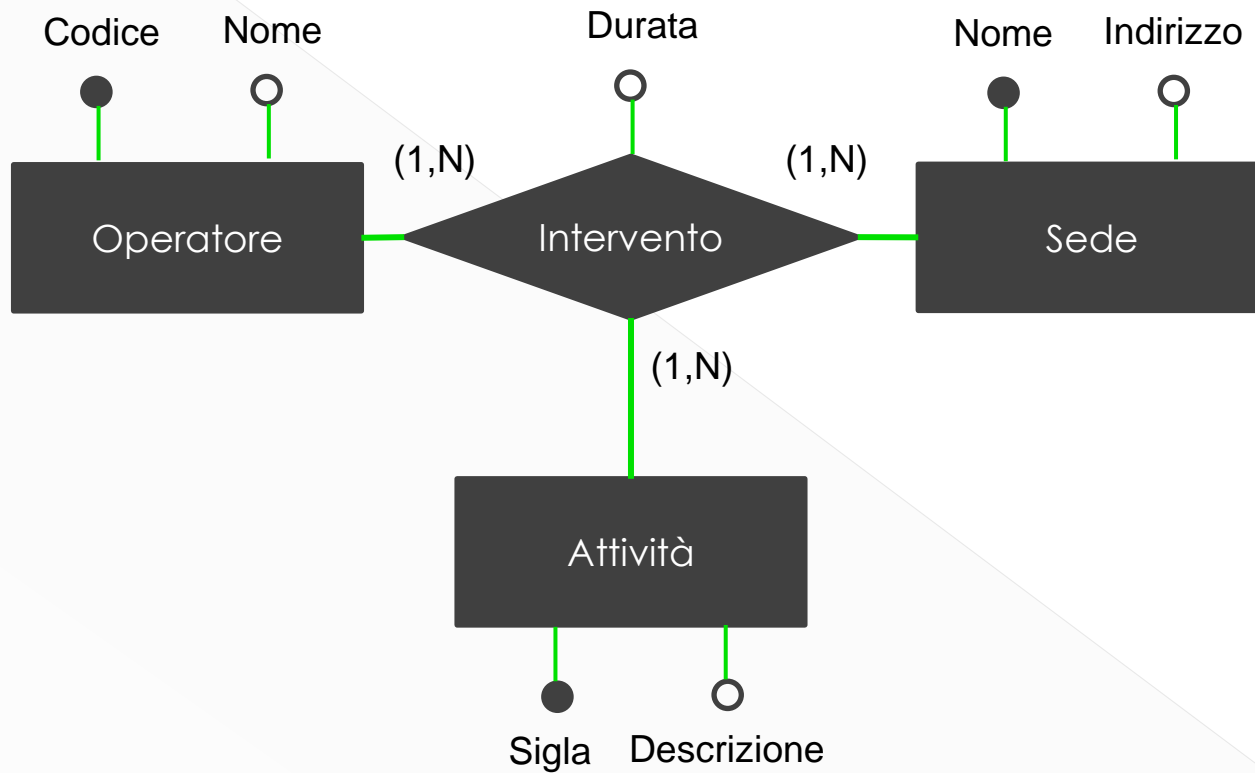 Codice Nome Durata Nome Indirizzo
(1,N) (1,N)
Operatore Intervento Sede
(1,N)
Attività
Sigla Descrizione